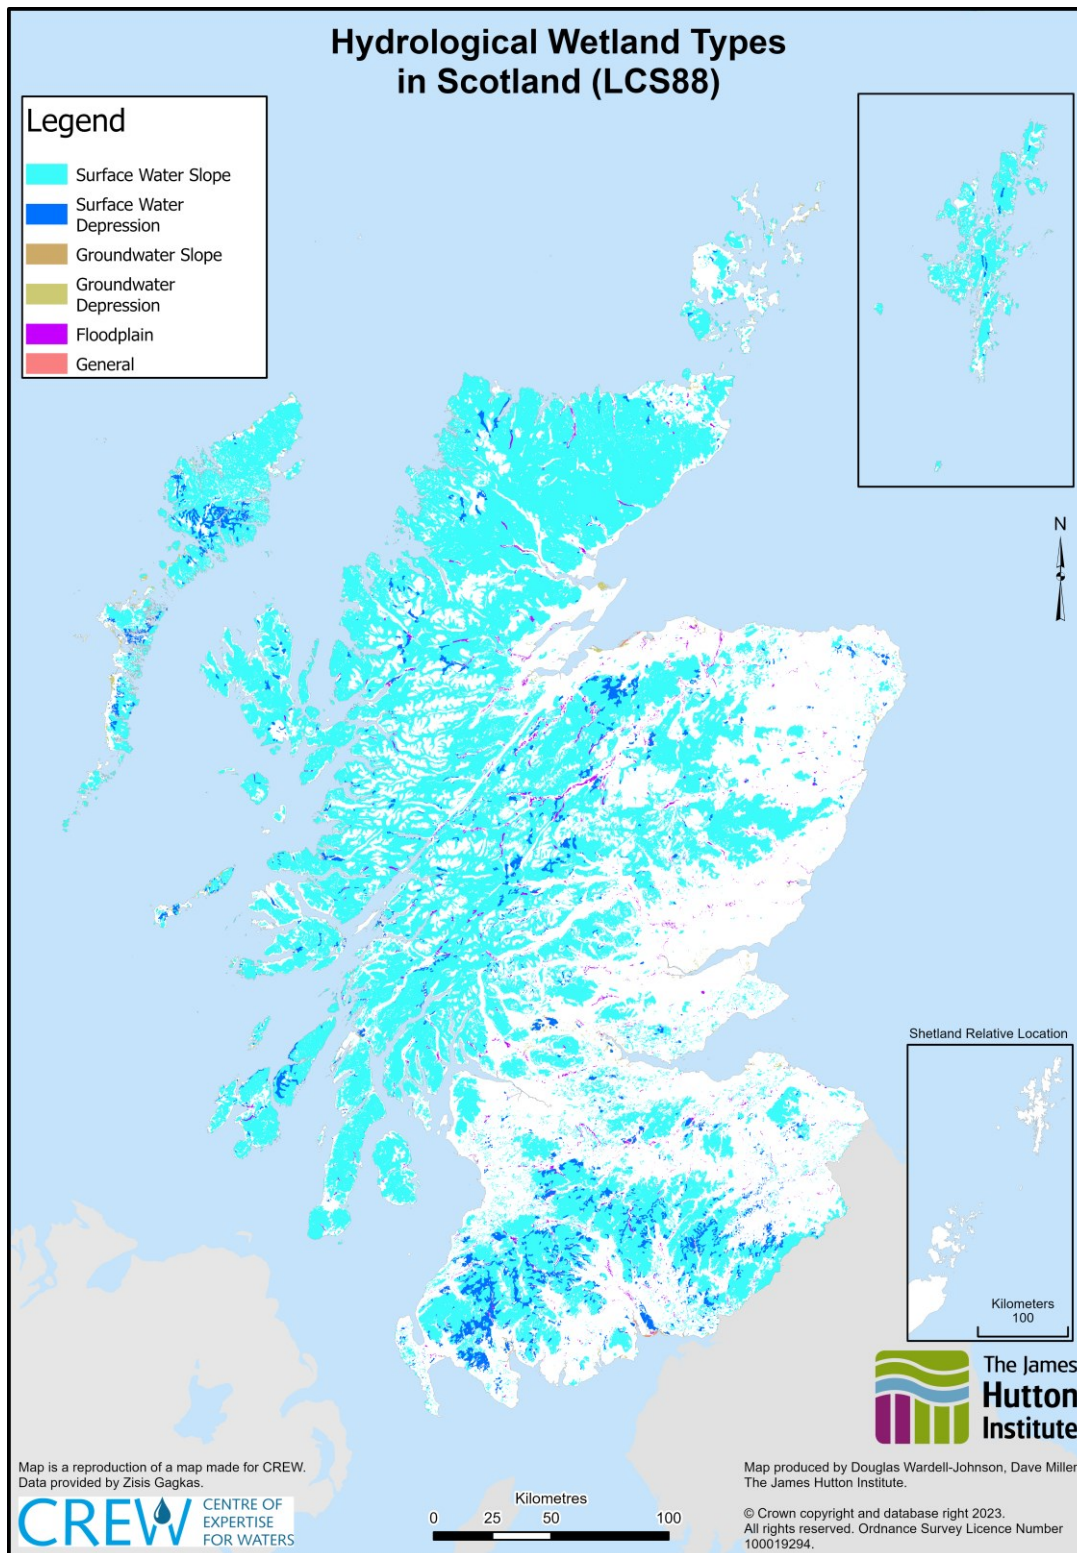 Hydrological Wetland Types
in Scotland (LCS88)
Legend
Surface Water Slope
Surface Water
Depression
Groundwater Slope
Groundwater
Depression
Floodplain
General
N
Shetland Relative Location
Kilometers
100
The James
Hutton
Institute
Map is a reproduction of a map made for CREW.
Data provided by Zisis Gagkas.
CREW
CENTRE OF
EXPERTISE
FOR WATERS
Kilometres
0 25 50 100
Map produced by Douglas Wardell-Johnson, Dave Miller
The James Hutton Institute.
© Crown copyright and database right 2023.
All rights reserved. Ordnance Survey Licence Number
100019294.